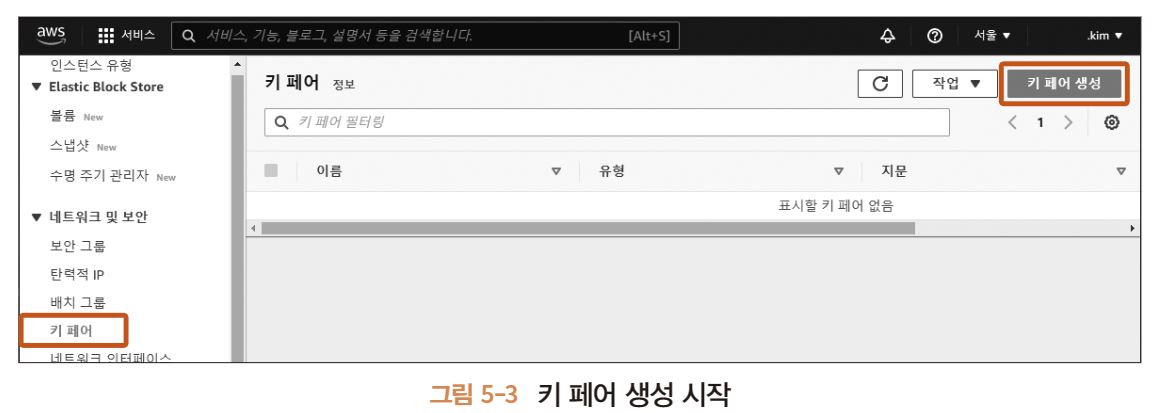 aws 서비스 서비스, 기능, 블로그, 설명서 등을 검색합니다. [Alt+S] 서울 ▼ .kim ▼
인스턴스 유형
▼ Elastic Block Store
볼륨 New
스냅샷 New
수명 주기 관리자 New
▼ 네트워크 및 보안
보안 그룹
탄력적 IP
배치 그룹
키 페어
네트워크 인터페이스
키 페어 정보 작업 ▼ 키 페어 생성
키 페어 필터링 < 1 >
이름 유형 지문
표시할 키 페어 없음
그림 5-3 키 페어 생성 시작